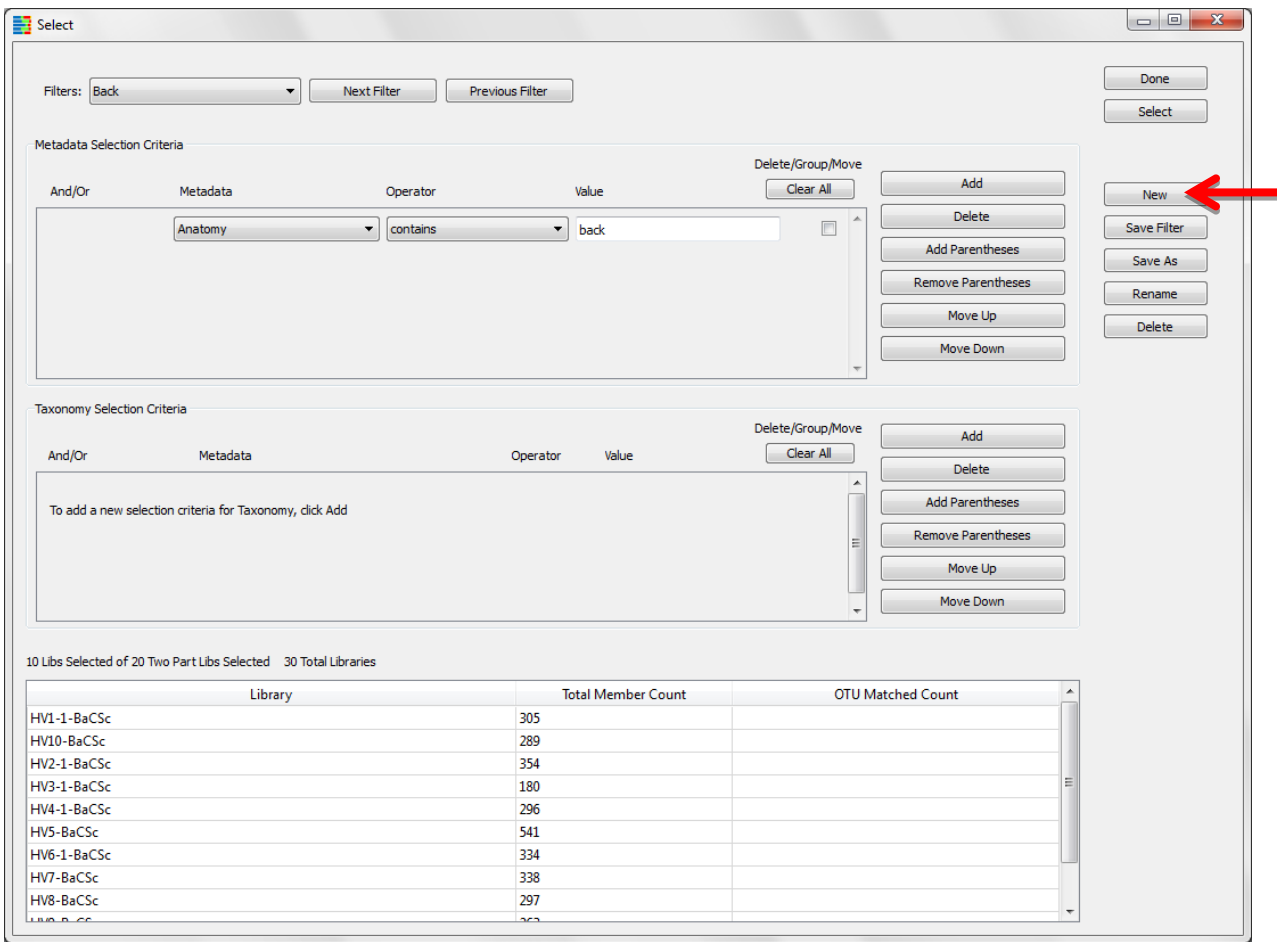 Select
Filters: Back Next Filter Previous Filter
Done
Select
Metadata Selection Criteria
Delete/Group/Move
And/Or Metadata Operator Value Clear All
Anatomy contains back
Add
Delete
Add Parentheses
Remove Parentheses
Move Up
Move Down
New
Save Filter
Save As
Rename
Delete
Taxonomy Selection Criteria
Delete/Group/Move
And/Or Metadata Operator Value Clear All
To add a new selection criteria for Taxonomy, click Add
Add
Delete
Add Parentheses
Remove Parentheses
Move Up
Move Down
10 Libs Selected of 20 Two Part Libs Selected 30 Total Libraries
Library Total Member Count OTU Matched Count
HV1-1-BaCSc 305
HV10-BaCSc 289
HV2-1-BaCSc 354
HV3-1-BaCSc 180
HV4-1-BaCSc 296
HV5-BaCSc 541
HV6-1-BaCSc 334
HV7-BaCSc 338
HV8-BaCSc 297